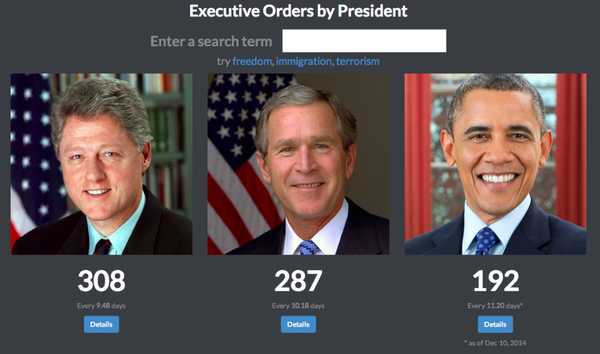 Executive Orders by President
Enter a search term
try freedom, immigration, terrorism
308 287 192
Every 9.48 days Every 10.18 days Every 11.20 days*
Details Details Details
* as of Dec 10, 2014